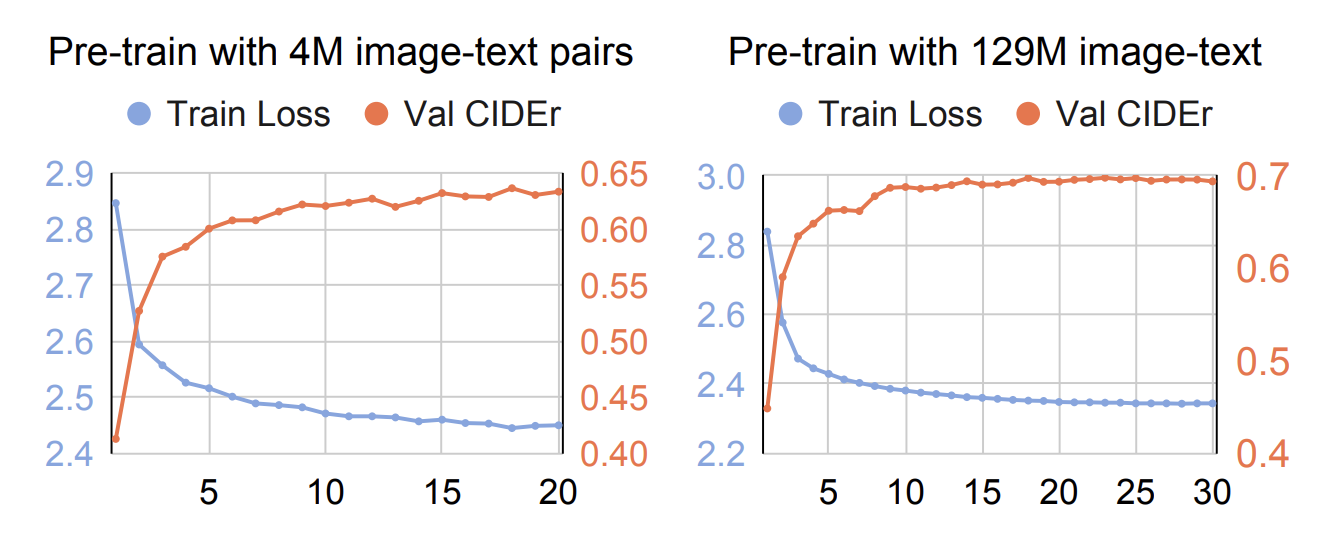 Pre-train with 4M image-text pairs
Train Loss Val CIDEr
2.9 0.65
2.8 0.60
2.7 0.55
2.6 0.50
2.5 0.45
2.4 0.40
5 10 15 20
Pre-train with 129M image-text
Train Loss Val CIDEr
3.0 0.7
2.8 0.6
2.6 0.5
2.4 0.4
2.2
5 10 15 20 25 30